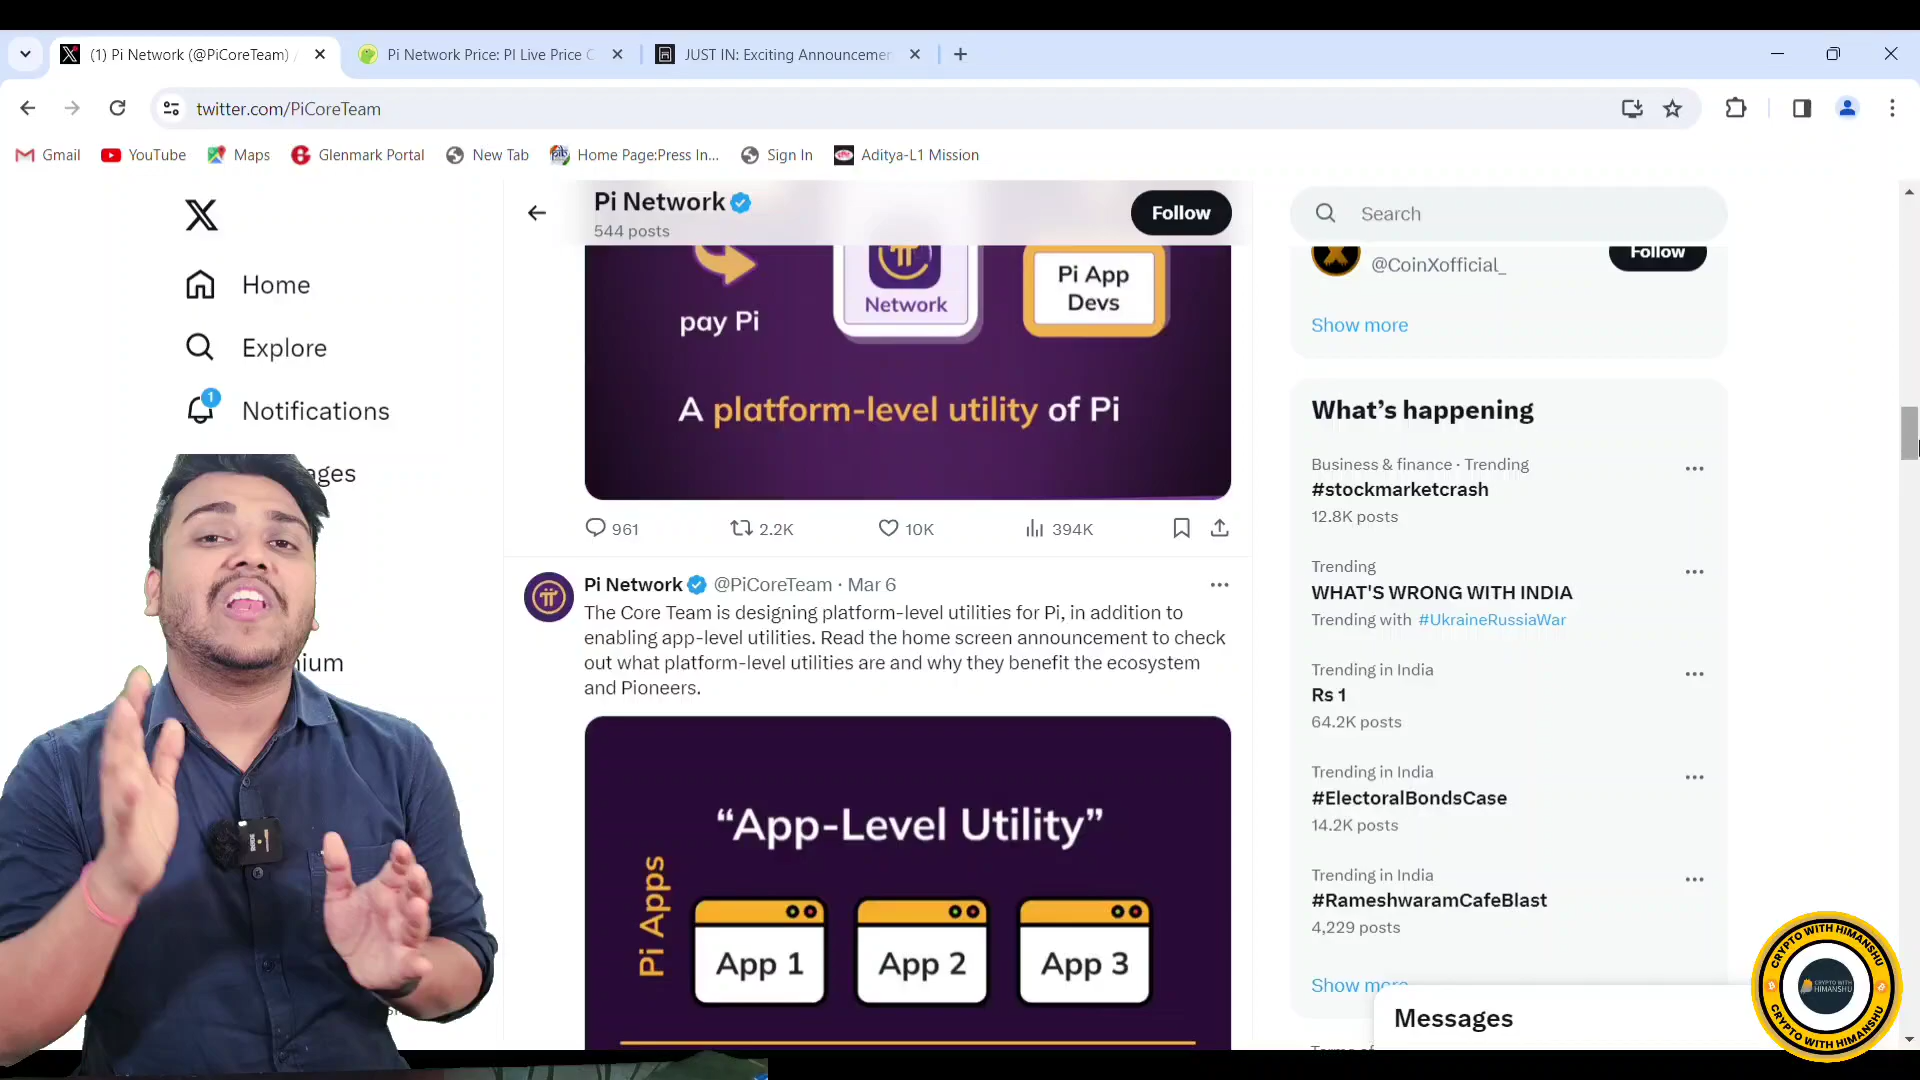 (1) Pi Network (@PiCoreTeam) /
Pi Network Price: PI Live Price C
JUST IN: Exciting Announcemen
twitter.com/PiCoreTeam
Gmail
YouTube
Maps
Glenmark Portal
New Tab
Home Page:Press In...
Sign In
Aditya-L1 Mission
Home
Explore
1
Notifications
ages
ium
Pi Network
544 posts
Follow
pay Pi
Network
Pi App
Devs
A platform-level utility of Pi
961
2.2K
10K
394K
Pi Network @PiCoreTeam · Mar 6
The Core Team is designing platform-level utilities for Pi, in addition to
enabling app-level utilities. Read the home screen announcement to check
out what platform-level utilities are and why they benefit the ecosystem
and Pioneers.
“App-Level Utility”
Pi Apps
App 1
App 2
App 3
Search
@CoinXofficial_
Follow
Show more
What’s happening
Business & finance · Trending
#stockmarketcrash
12.8K posts
Trending
WHAT'S WRONG WITH INDIA
Trending with #UkraineRussiaWar
Trending in India
Rs 1
64.2K posts
Trending in India
#ElectoralBondsCase
14.2K posts
Trending in India
#RameshwaramCafeBlast
4,229 posts
Show more
Messages
CRYPTO WITH HIMANSHU
CRYPTO WITH
HIMANSHU
CRYPTO WITH HIMANSHU